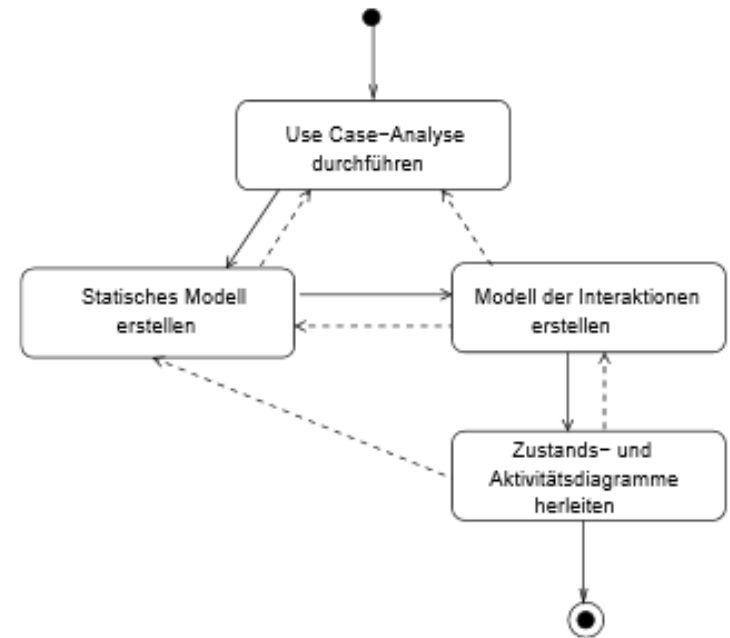 Use Case-Analyse
durchführen
Statisches Modell
erstellen
Modell der Interaktionen
erstellen
Zustands- und
Aktivitätsdiagramme
herleiten